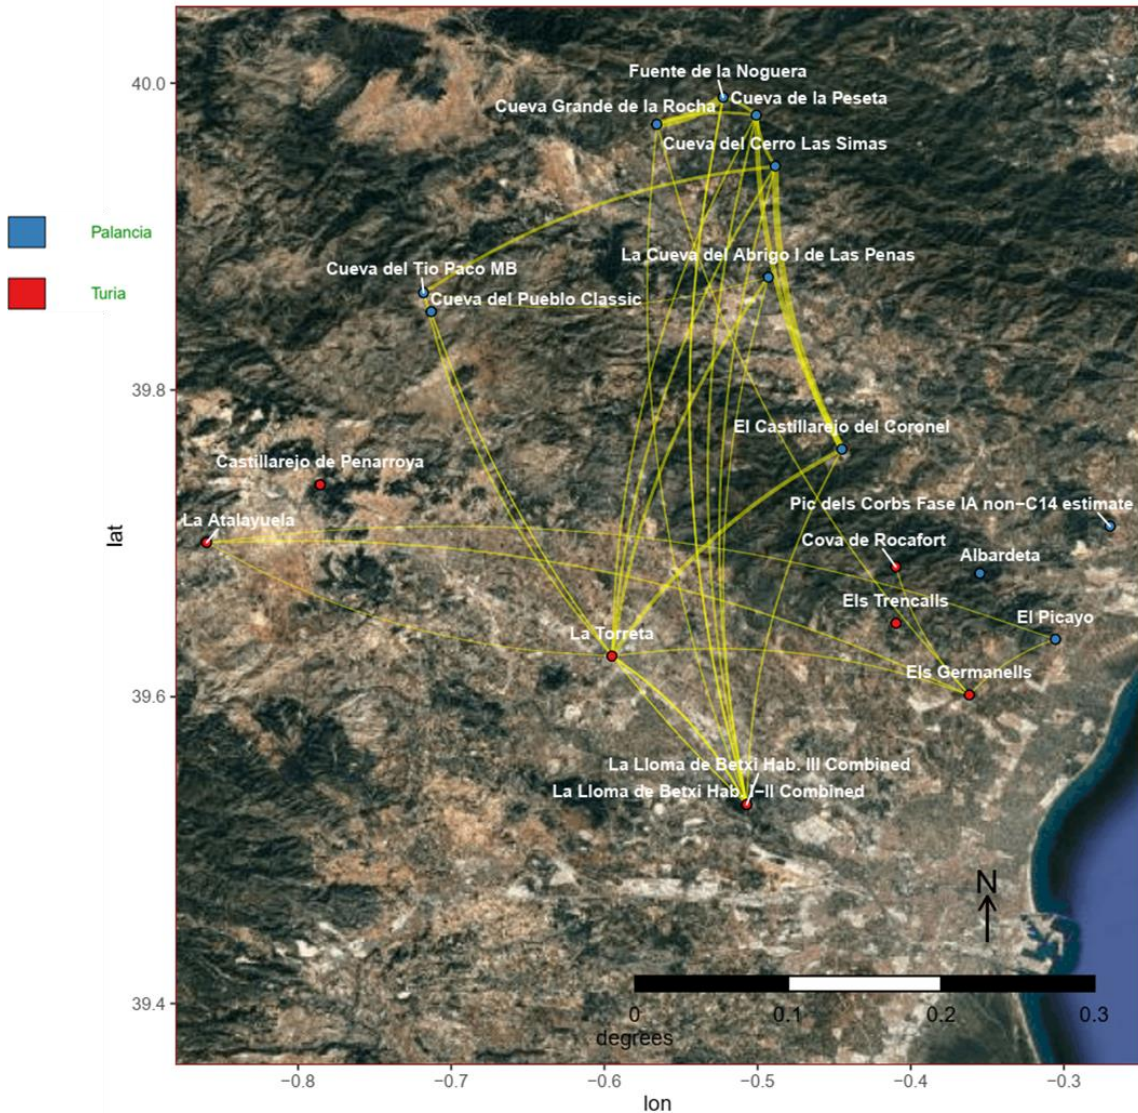 40.0
Fuente de la Noguera
Cueva Grande de la Rocha
Cueva de la Peseta
Cueva del Cerro Las Simas
Palancia
La Cueva del Abrigo I de Las Penas
Cueva del Tio Paco MB
Turia
Cueva del Pueblo Classic
39.8
El Castillarejo del Coronel
Castillarejo de Penarroya
Pic dels Corbs Fase IA non−C14 estimate
La Atalayuela
lat
Cova de Rocafort
Albardeta
Els Trencalls
El Picayo
La Torreta
Els Germanells
39.6
La Lloma de Betxi Hab. III Combined
La Lloma de Betxi Hab. I−II Combined
N
39.4
0 0.1 0.2 0.3
degrees
−0.8 −0.7 −0.6 −0.5 −0.4 −0.3
lon